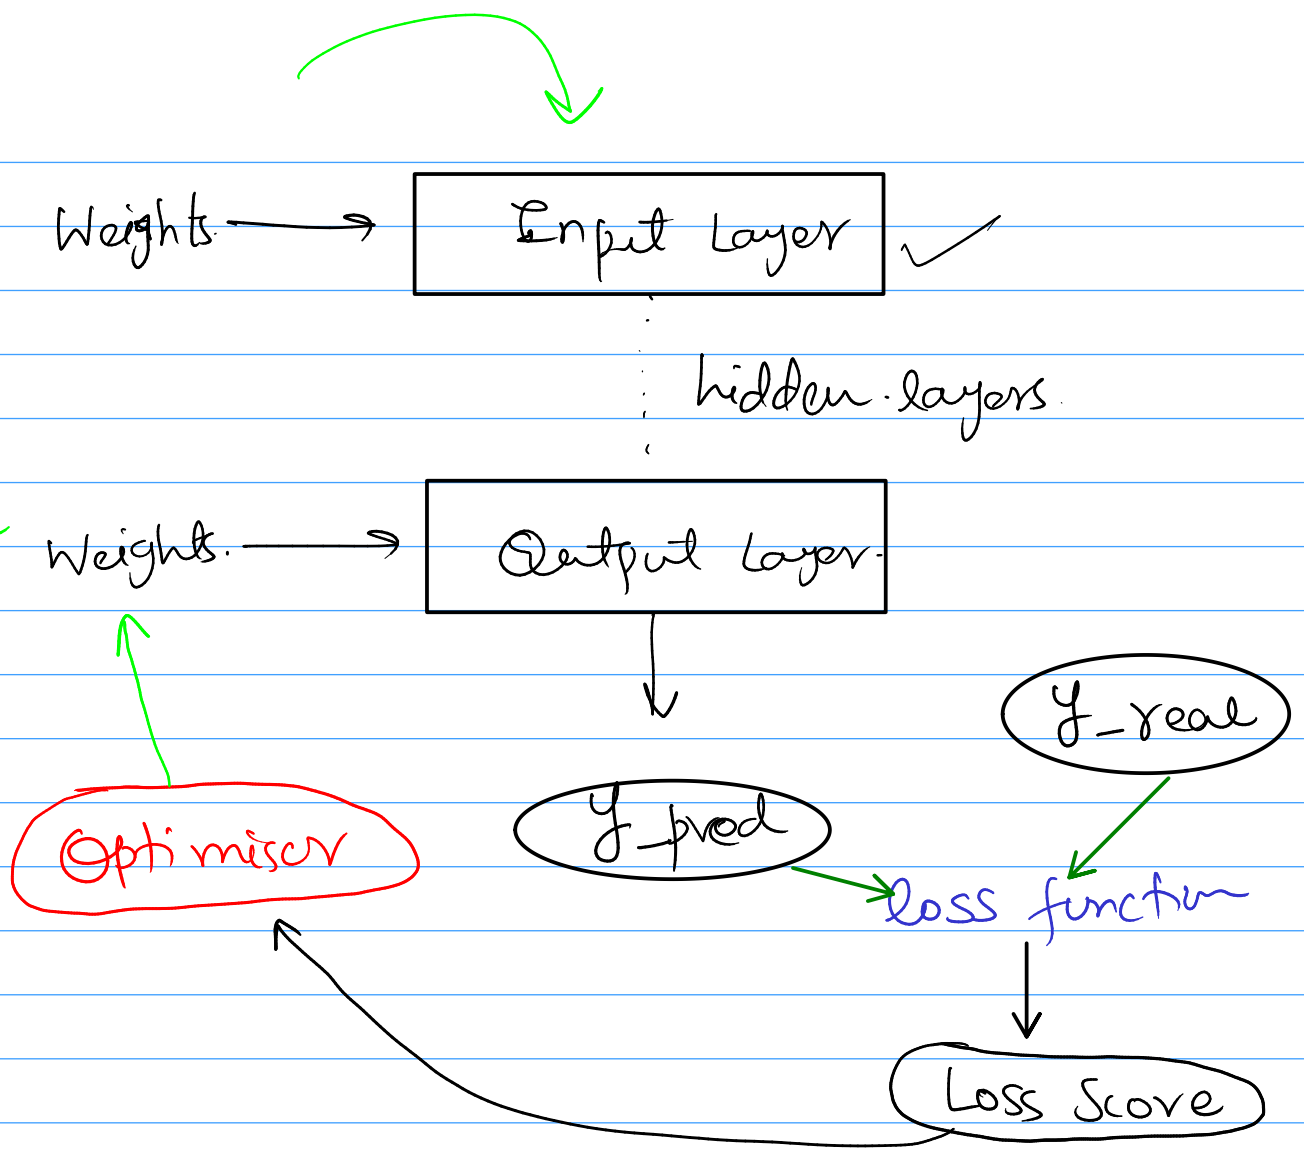 Weights.
Input Layer
hidden layers
Weights.
Output Layer.
Y_real
Y_pred
Optimiser
loss function
Loss Score